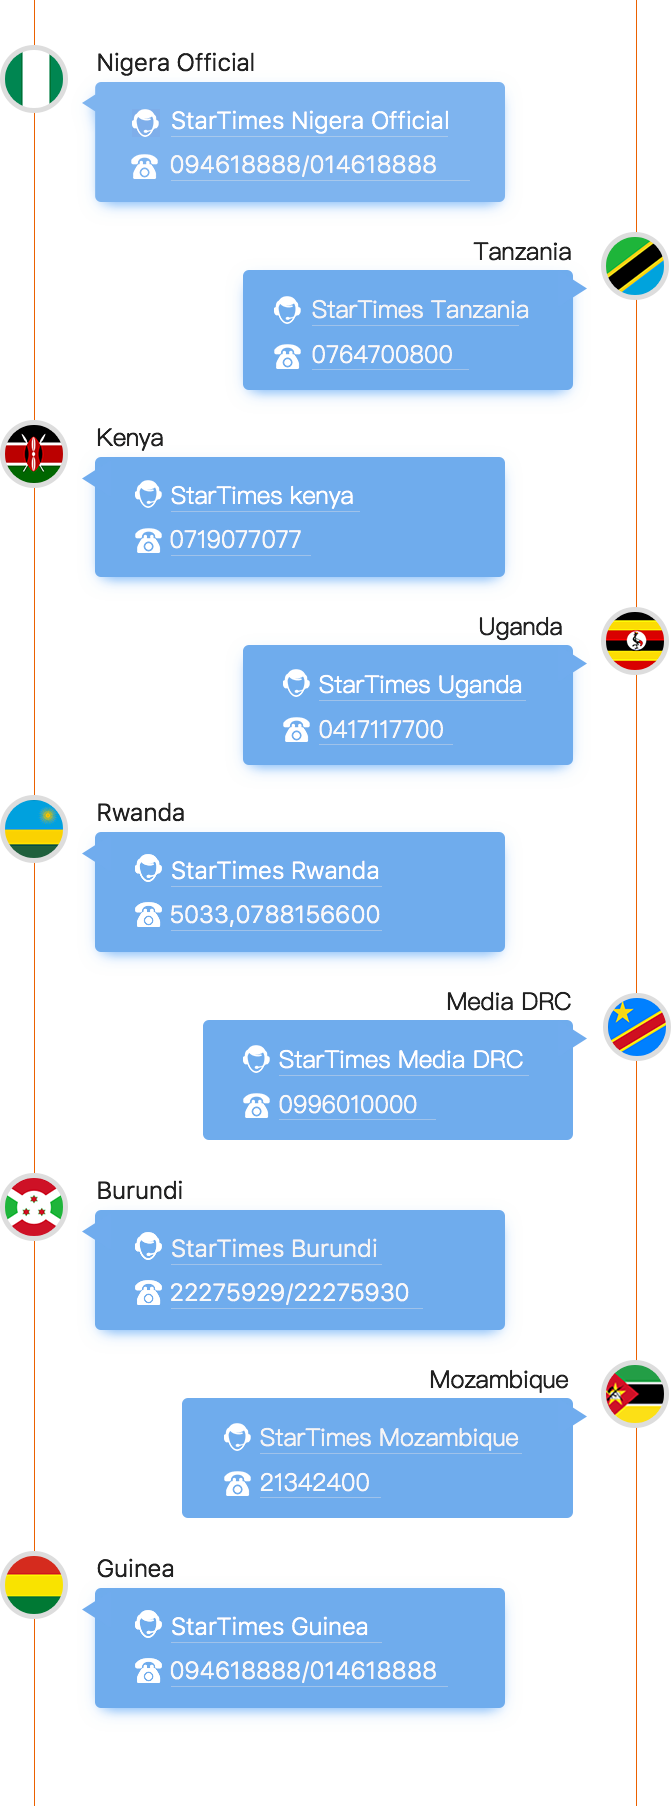 Nigera Official
StarTimes Nigera Official
094618888/014618888
Tanzania
StarTimes Tanzania
0764700800
Kenya
StarTimes kenya
0719077077
Uganda
StarTimes Uganda
0417117700
Rwanda
StarTimes Rwanda
5033,0788156600
Media DRC
StarTimes Media DRC
0996010000
Burundi
StarTimes Burundi
22275929/22275930
Mozambique
StarTimes Mozambique
21342400
Guinea
StarTimes Guinea
094618888/014618888